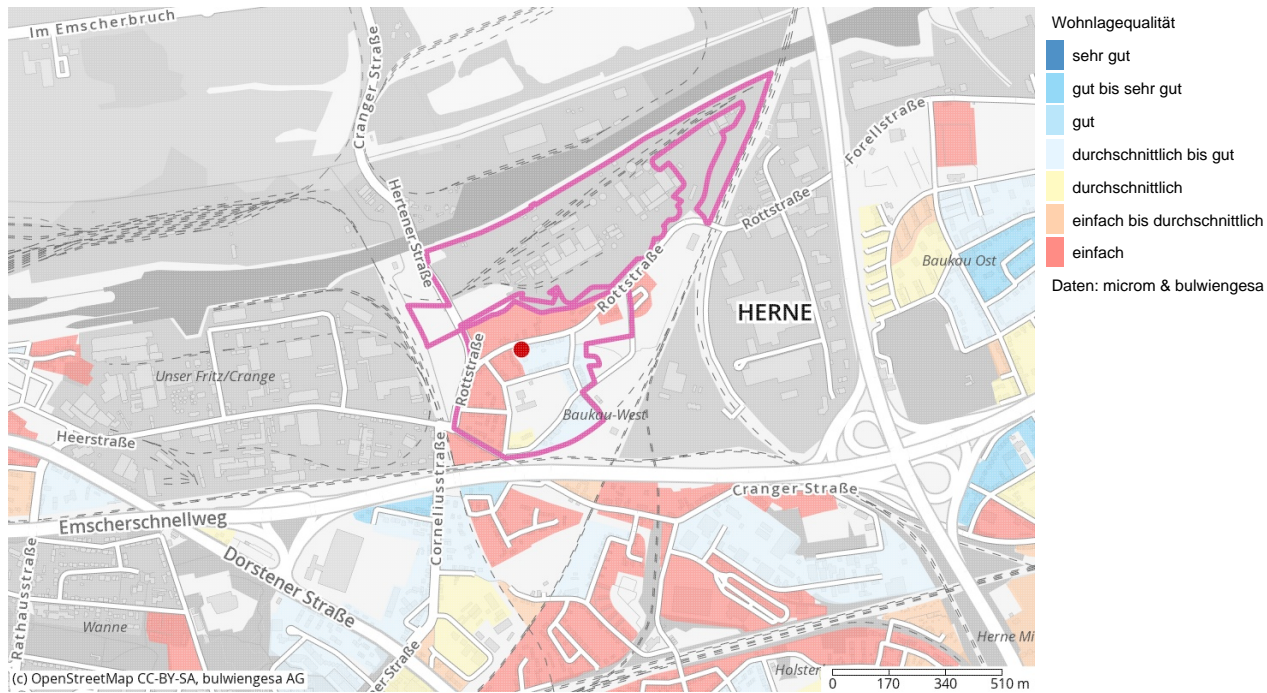 Im Emscherbruch
Cranger Straße
Hertener Straße
Forellstraße
Rottstraße
Baukau Ost
Rottstraße
HERNE
Rottstraße
Unser Fritz/Crange
Baukau-West
Heerstraße
Corneliusstraße
Cranger Straße
Emscherschnellweg
Dorstener Straße
Rathausstraße
Wanne
Herne Mi
Holster
er Straße
(c) OpenStreetMap CC-BY-SA, bulwiengesa AG
0 170 340 510 m
Wohnlagequalität
sehr gut
gut bis sehr gut
gut
durchschnittlich bis gut
durchschnittlich
einfach bis durchschnittlich
einfach
Daten: microm & bulwiengesa